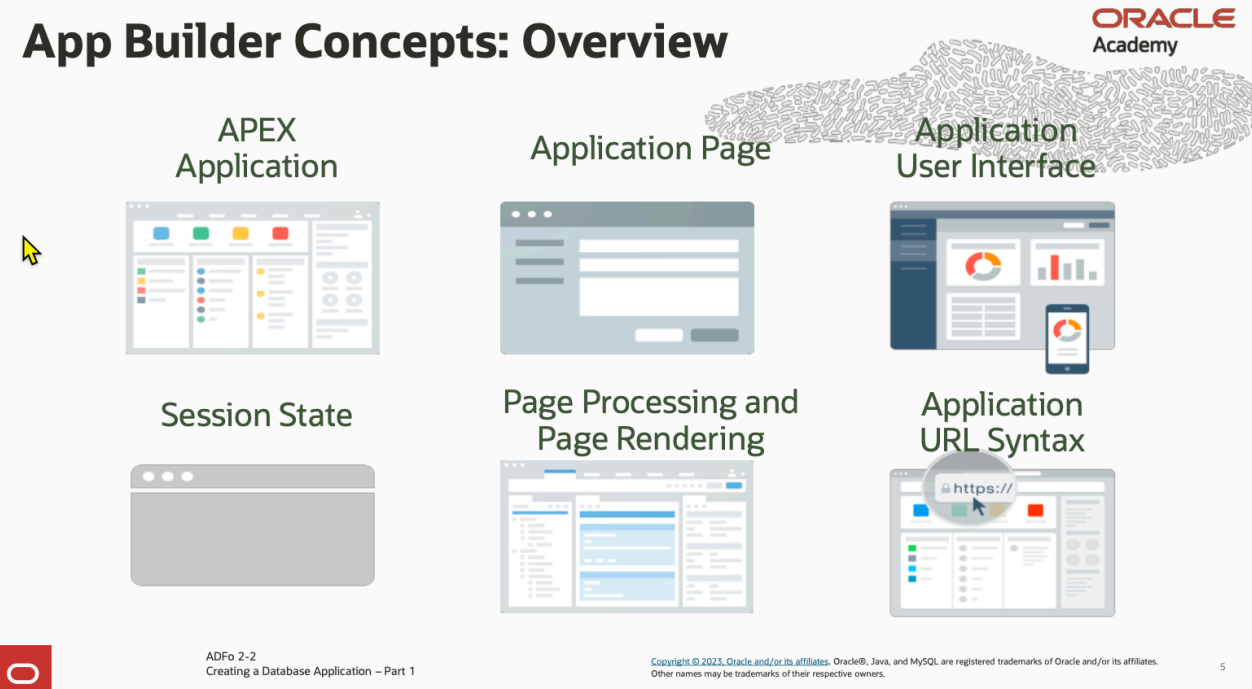 App Builder Concepts: Overview
ORACLE
Academy
APEX
Application
Application Page
Application
User Interface
Session State
Page Processing and
Page Rendering
Application
URL Syntax
https://
ADFo 2-2
Creating a Database Application – Part 1
Copyright © 2023, Oracle and/or its affiliates. Oracle®, Java, and MySQL are registered trademarks of Oracle and/or its affiliates.
Other names may be trademarks of their respective owners.
5